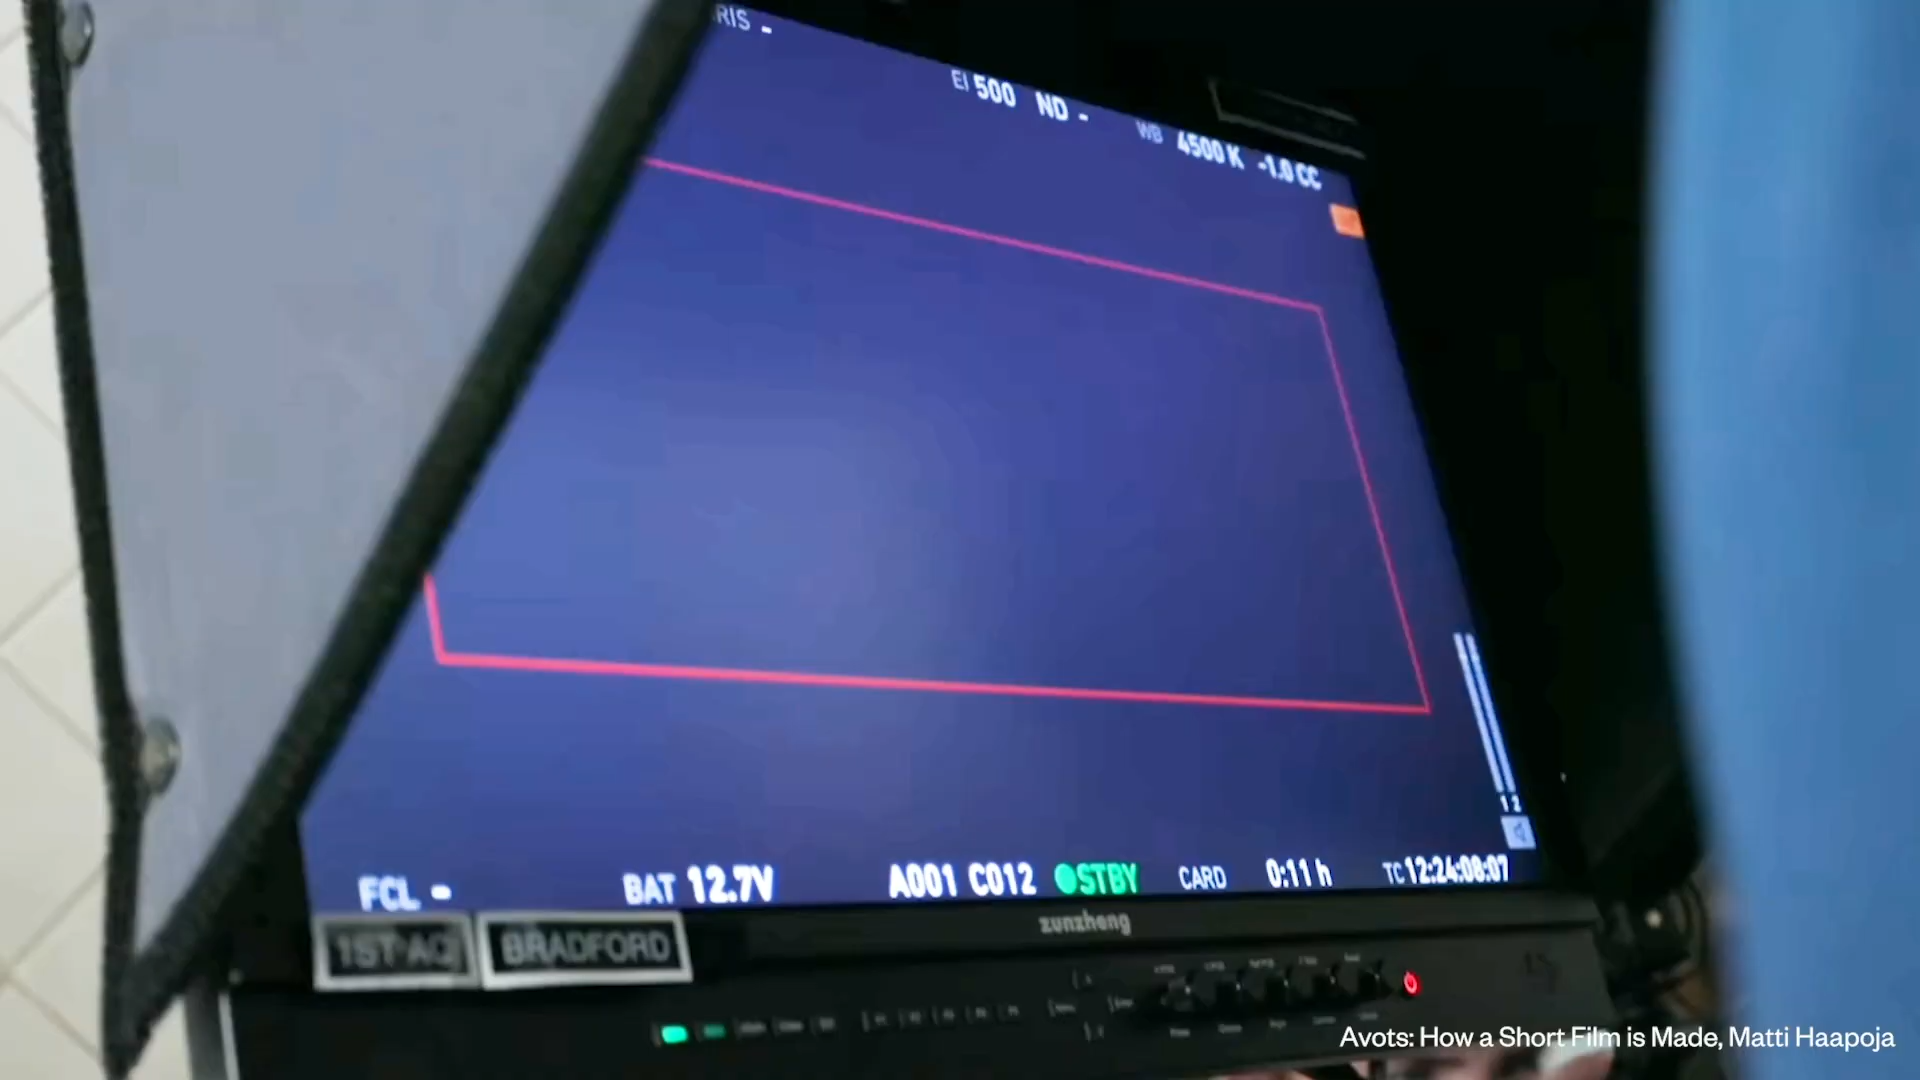 RIS -
EI 500 ND - WB 4500 K -1.0 CC
1 2
FCL - BAT 12.7V A001 C012 STBY CARD 0:11 h TC 12:24:08:07
zunzheng
1ST AC BRADFORD
Avots: How a Short Film is Made, Matti Haapoja